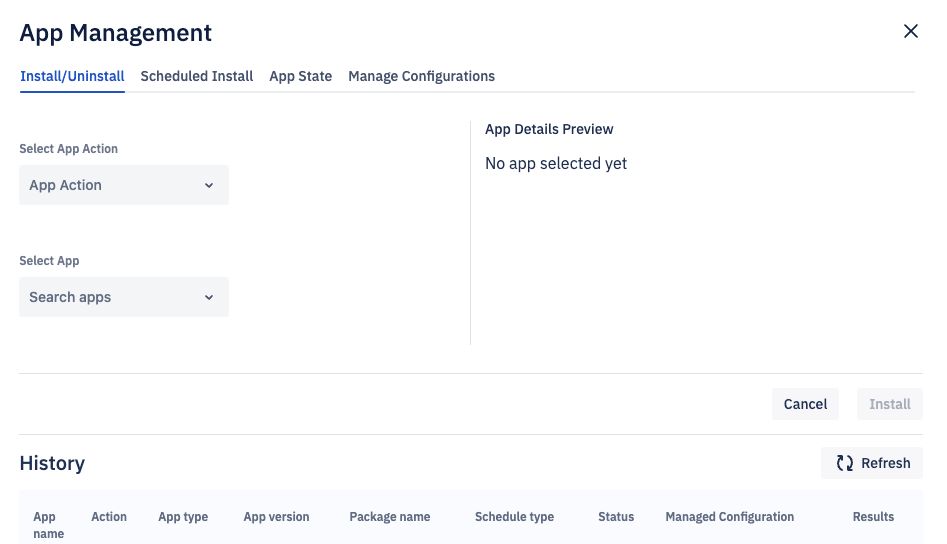 App Management
Install/Uninstall Scheduled Install App State Manage Configurations
Select App Action
App Action
Select App
Search apps
App Details Preview
No app selected yet
Cancel Install
History Refresh
App name Action App type App version Package name Schedule type Status Managed Configuration Results